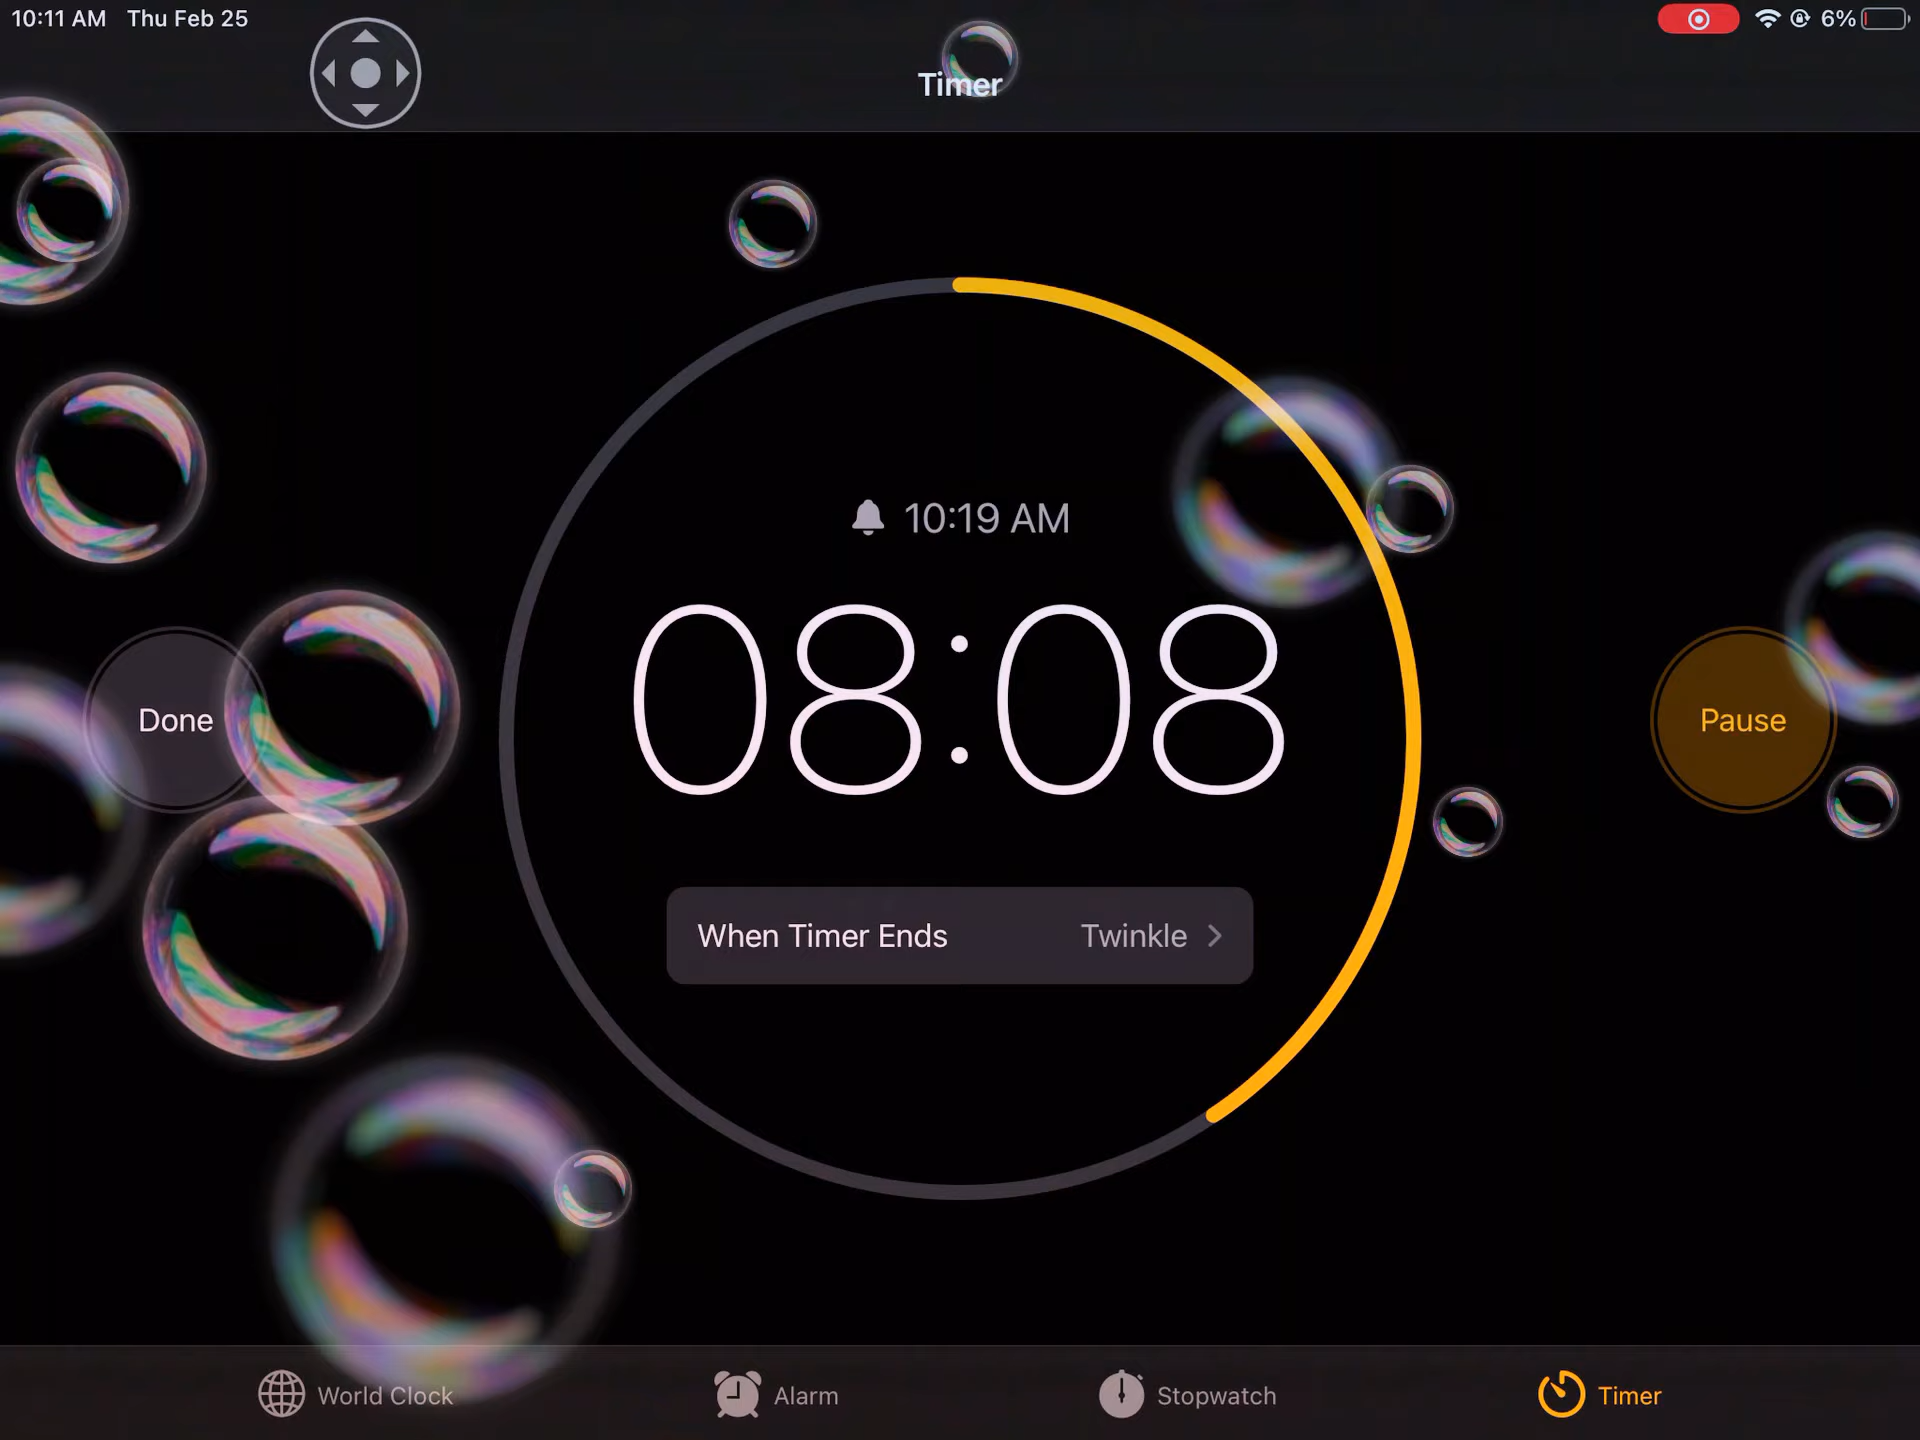 10:11 AM Thu Feb 25
6%
Timer
10:19 AM
08:08
Done
Pause
When Timer Ends Twinkle
World Clock Alarm Stopwatch Timer